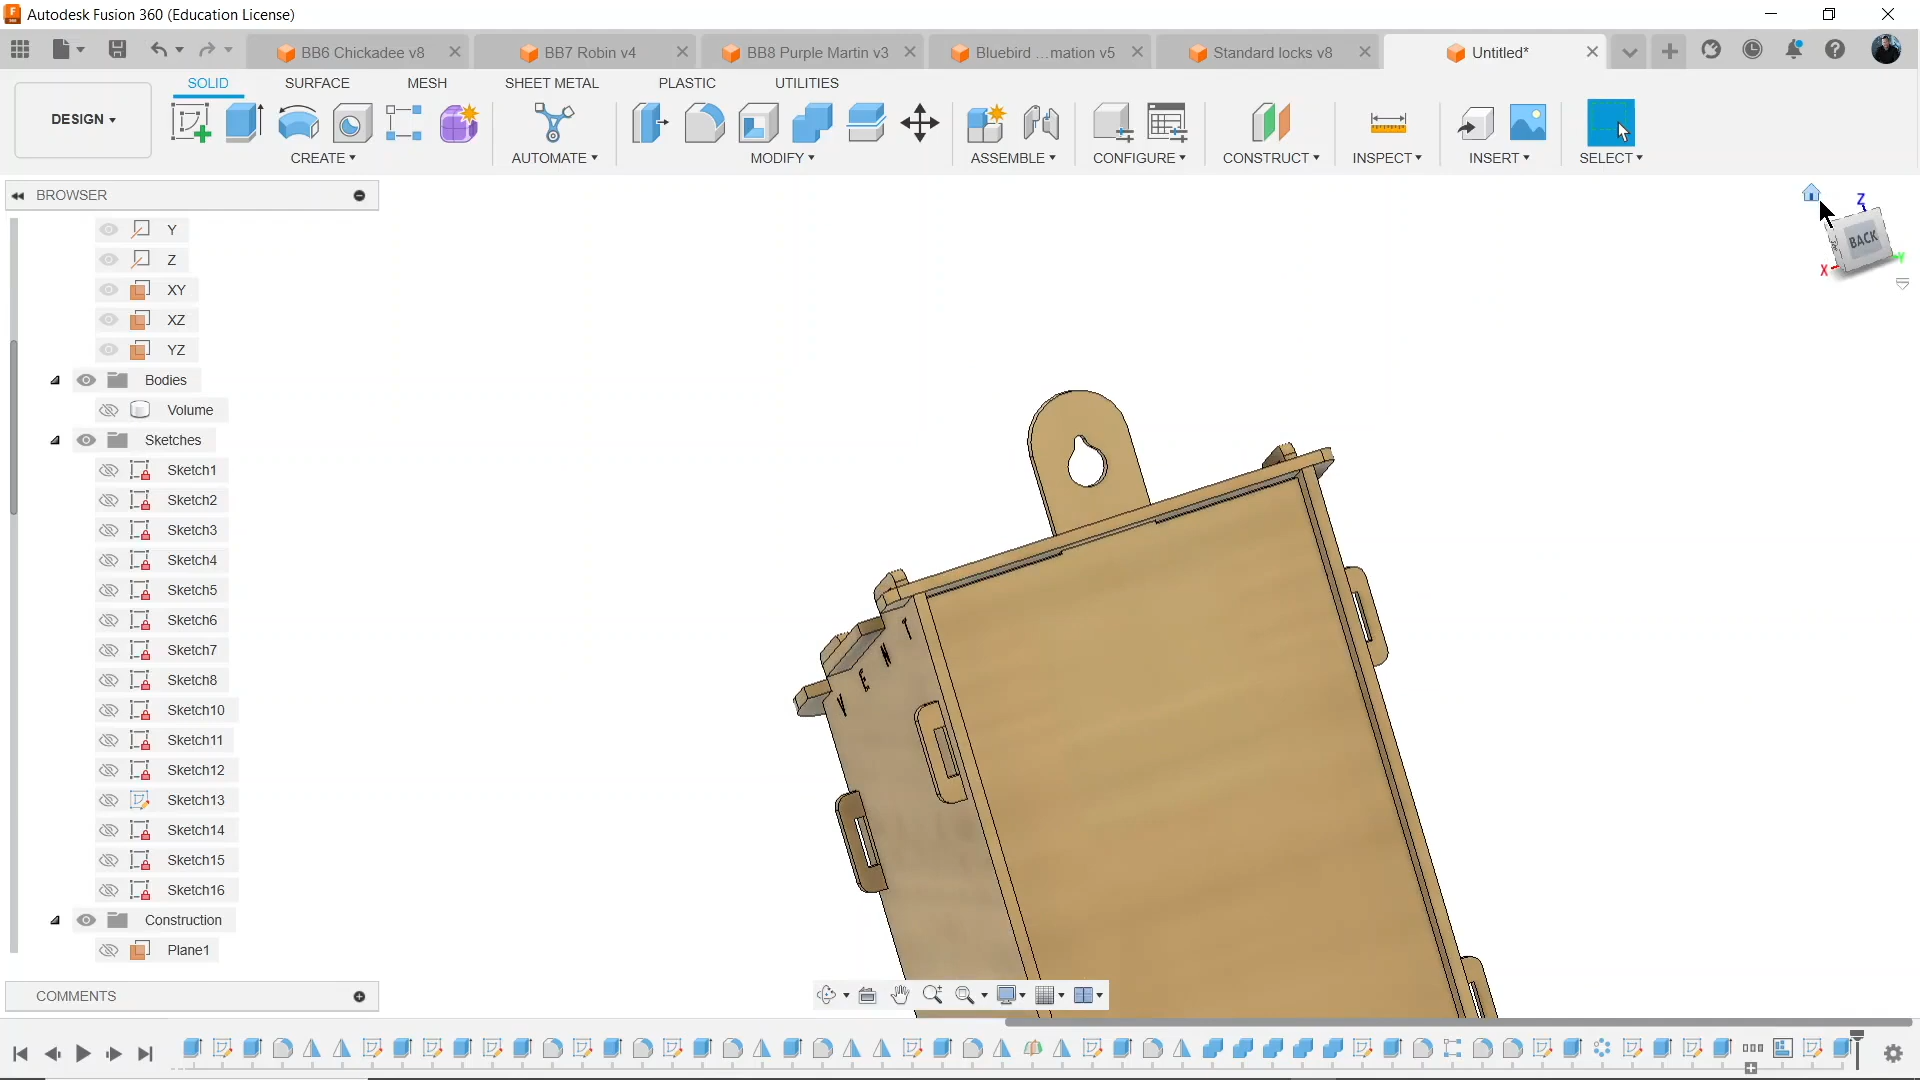 Autodesk Fusion 360 (Education License)
BB6 Chickadee v8
BB7 Robin v4
BB8 Purple Martin v3
Bluebird ...mation v5
Standard locks v8
Untitled*
SOLID
SURFACE
MESH
SHEET METAL
PLASTIC
UTILITIES
DESIGN
CREATE
AUTOMATE
MODIFY
ASSEMBLE
CONFIGURE
CONSTRUCT
INSPECT
INSERT
SELECT
BROWSER
Y
Z
XY
XZ
YZ
Bodies
Volume
Sketches
Sketch1
Sketch2
Sketch3
Sketch4
Sketch5
Sketch6
Sketch7
Sketch8
Sketch10
Sketch11
Sketch12
Sketch13
Sketch14
Sketch15
Sketch16
Construction
Plane1
COMMENTS
Z
BACK
X
Y
VENT